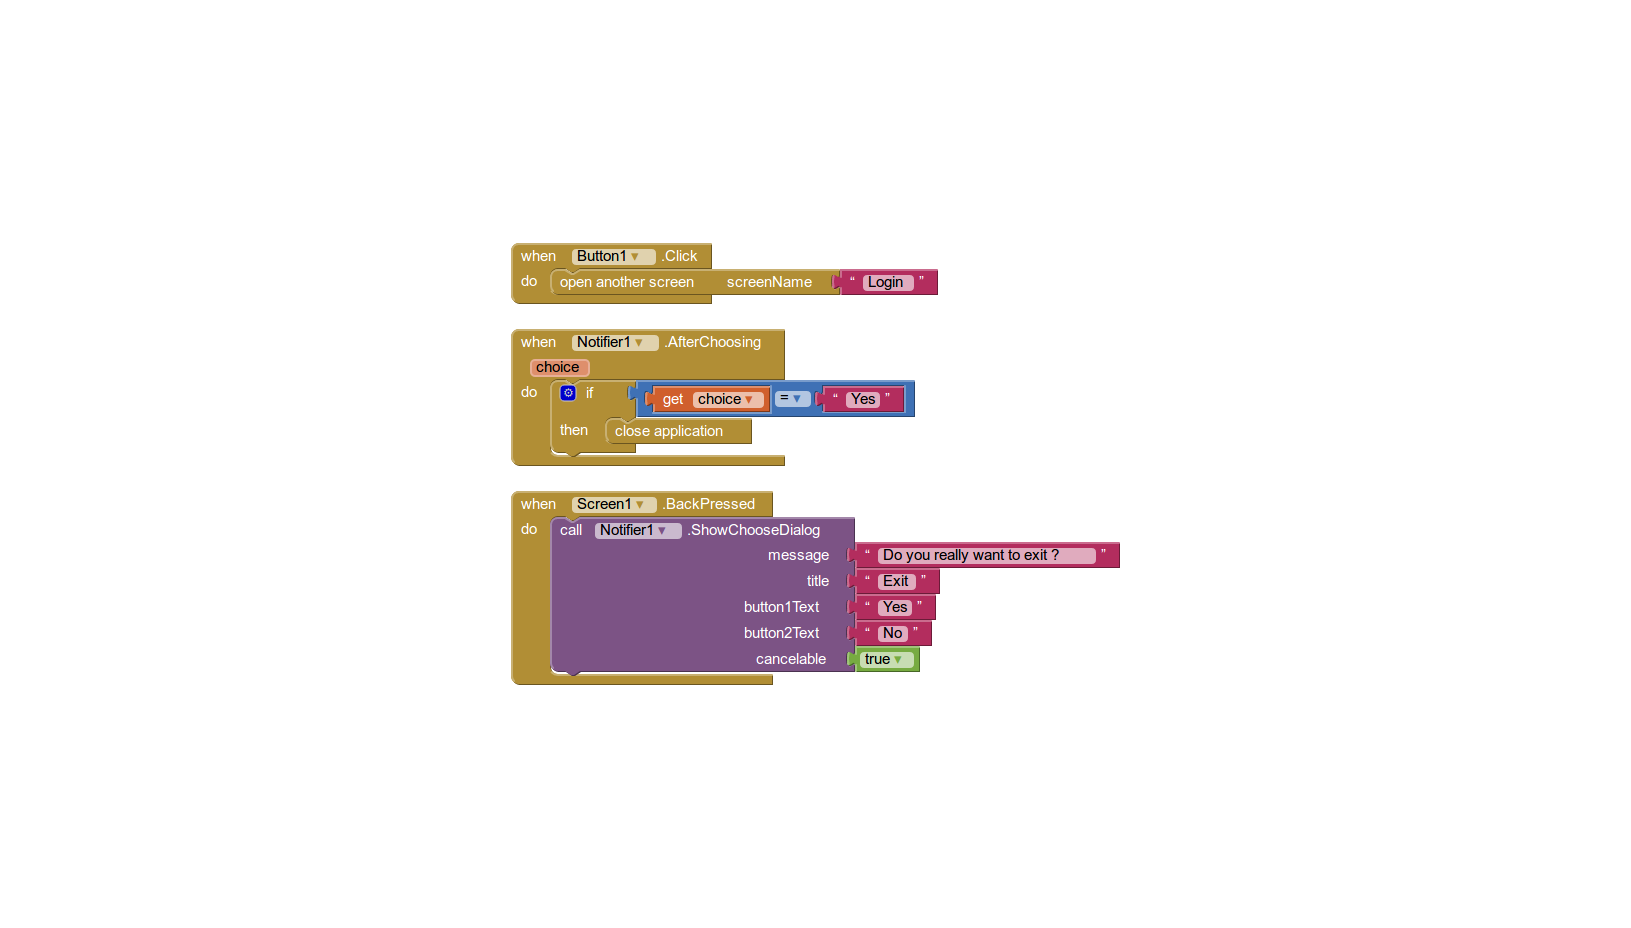 when Button1 .Click
do open another screen screenName “ Login ”
when Notifier1 .AfterChoosing
choice
do if get choice = “ Yes ”
then close application
when Screen1 .BackPressed
do call Notifier1 .ShowChooseDialog
message “ Do you really want to exit ? ”
title “ Exit ”
button1Text “ Yes ”
button2Text “ No ”
cancelable true